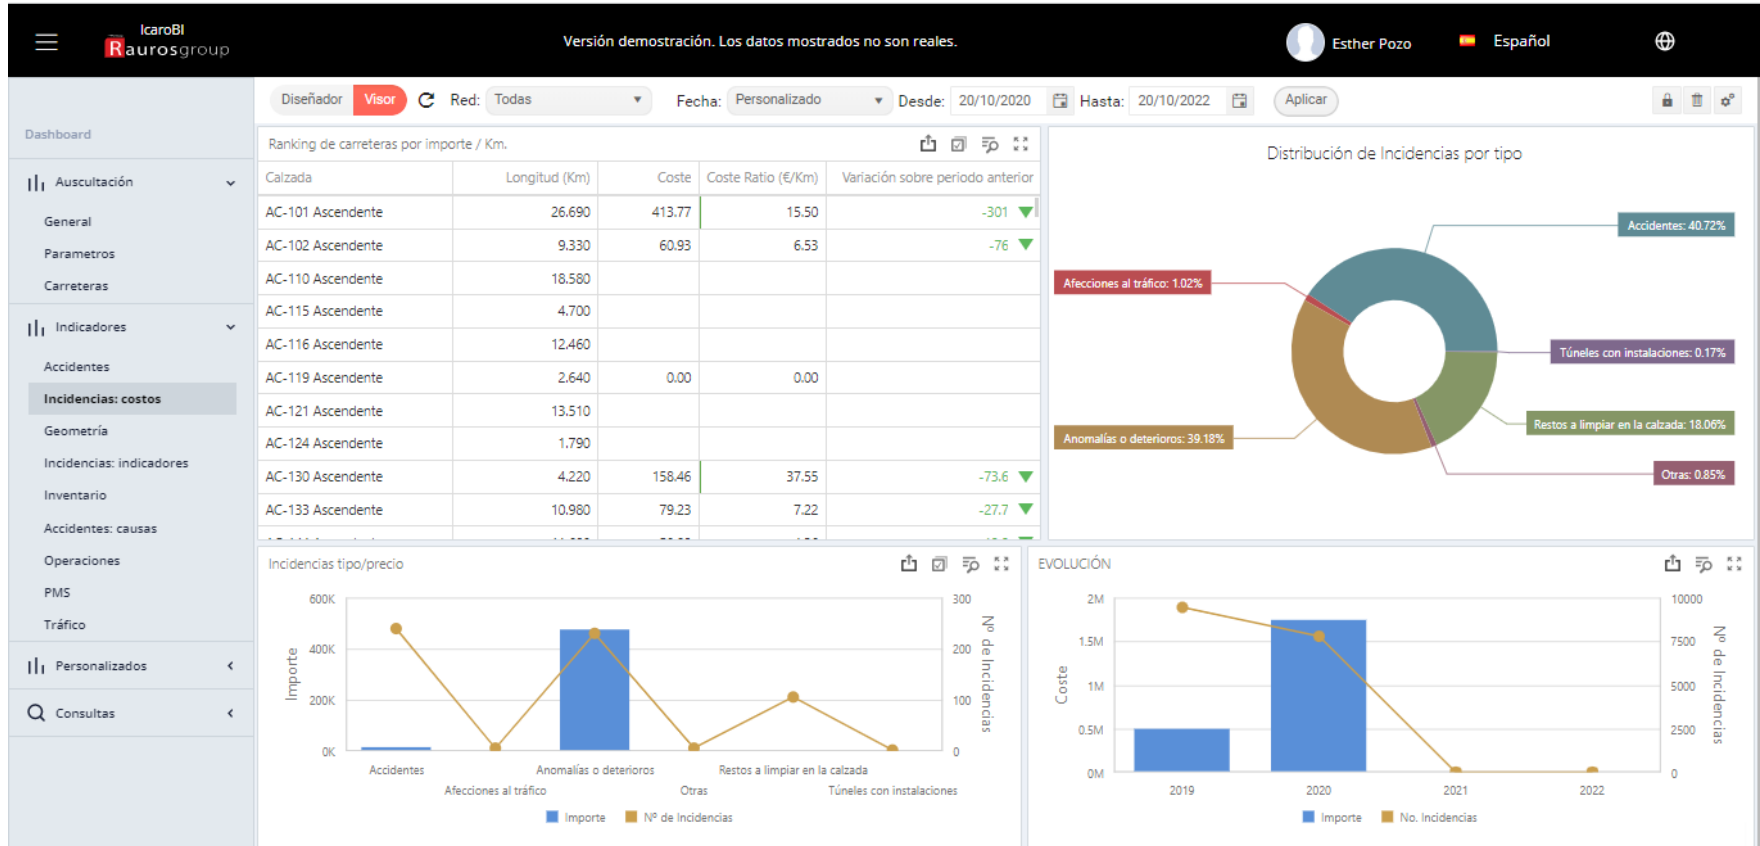 IcaroBI
Raurosgroup
Versión demostración. Los datos mostrados no son reales.
Esther Pozo
Español
Dashboard
Auscultación
General
Parametros
Carreteras
Indicadores
Accidentes
Incidencias: costos
Geometría
Incidencias: indicadores
Inventario
Accidentes: causas
Operaciones
PMS
Tráfico
Personalizados
Consultas
Diseñador Visor Red: Todas Fecha: Personalizado Desde: 20/10/2020 Hasta: 20/10/2022 Aplicar
Ranking de carreteras por importe / Km.
Calzada Longitud (Km) Coste Coste Ratio (€/Km) Variación sobre periodo anterior
AC-101 Ascendente 26.690 413.77 15.50 -301
AC-102 Ascendente 9.330 60.93 6.53 -76
AC-110 Ascendente 18.580
AC-115 Ascendente 4.700
AC-116 Ascendente 12.460
AC-119 Ascendente 2.640 0.00 0.00
AC-121 Ascendente 13.510
AC-124 Ascendente 1.790
AC-130 Ascendente 4.220 158.46 37.55 -73.6
AC-133 Ascendente 10.980 79.23 7.22 -27.7
Distribución de Incidencias por tipo
Accidentes: 40.72%
Afecciones al tráfico: 1.02%
Túneles con instalaciones: 0.17%
Restos a limpiar en la calzada: 18.06%
Anomalías o deterioros: 39.18%
Otras: 0.85%
Incidencias tipo/precio
600K
400K
200K
0K
Importe
300
200
100
0
Nº de Incidencias
Accidentes
Afecciones al tráfico
Anomalías o deterioros
Otras
Restos a limpiar en la calzada
Túneles con instalaciones
Importe Nº de Incidencias
EVOLUCIÓN
2M
1.5M
1M
0.5M
0M
Coste
10000
7500
5000
2500
0
Nº de Incidencias
2019 2020 2021 2022
Importe No. Incidencias